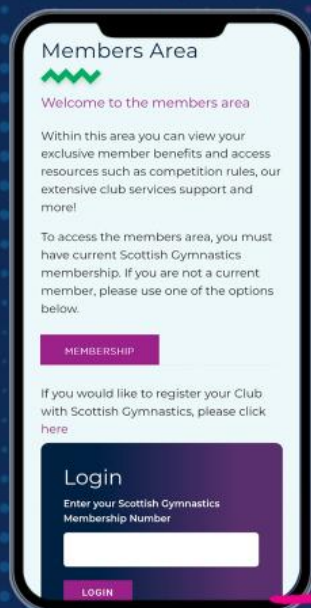 Members Area
Welcome to the members area
Within this area you can view your
exclusive member benefits and access
resources such as competition rules, our
extensive club services support and
more!
To access the members area, you must
have current Scottish Gymnastics
membership. If you are not a current
member, please use one of the options
below.
MEMBERSHIP
If you would like to register your Club
with Scottish Gymnastics, please click
here
Login
Enter your Scottish Gymnastics
Membership Number
LOGIN